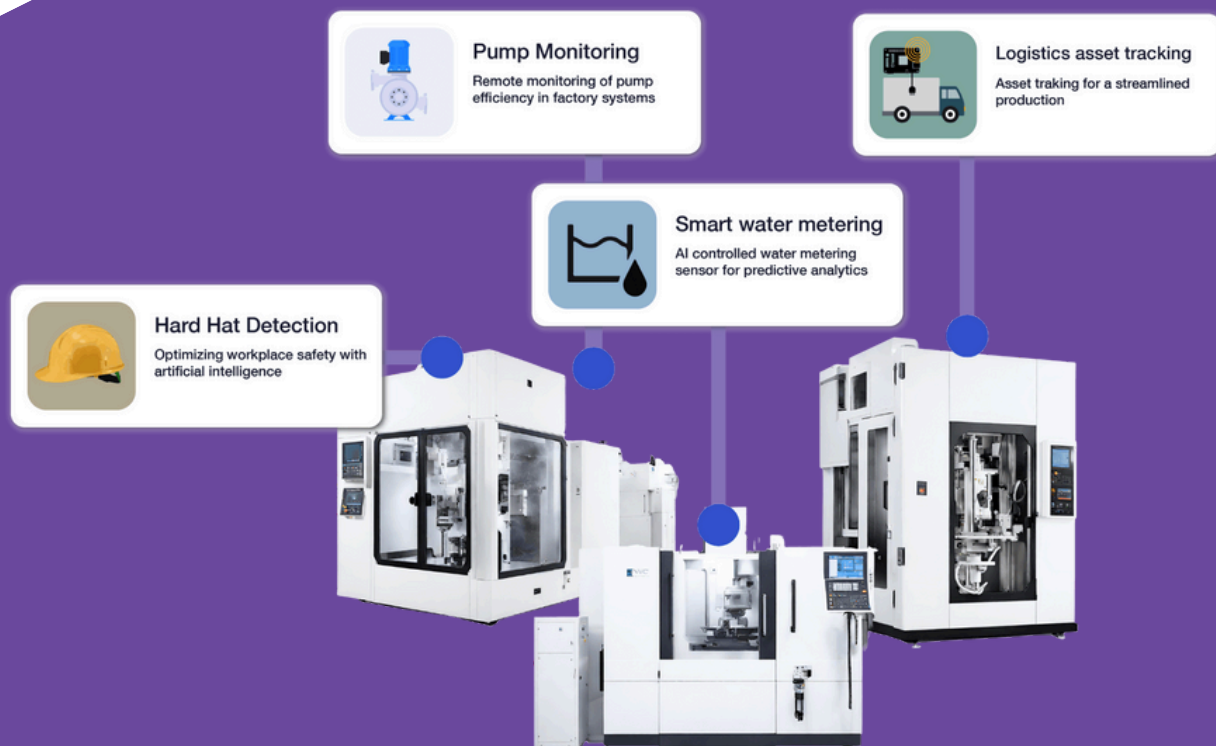 Pump Monitoring
Remote monitoring of pump
efficiency in factory systems
Logistics asset tracking
Asset traking for a streamlined
production
Smart water metering
AI controlled water metering
sensor for predictive analytics
Hard Hat Detection
Optimizing workplace safety with
artificial intelligence